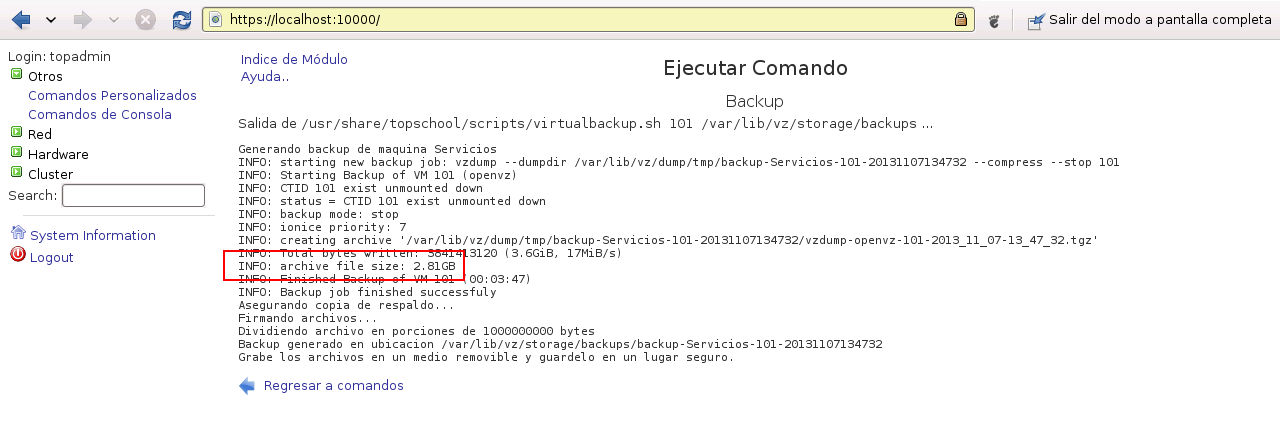 https://localhost:10000/
Salir del modo a pantalla completa
Login: topadmin
Otros
Comandos Personalizados
Comandos de Consola
Red
Hardware
Cluster
Search:
System Information
Logout
Indice de Módulo
Ayuda..
Ejecutar Comando
Backup
Salida de /usr/share/topschool/scripts/virtualbackup.sh 101 /var/lib/vz/storage/backups ...
Generando backup de maquina Servicios
INFO: starting new backup job: vzdump --dumpdir /var/lib/vz/dump/tmp/backup-Servicios-101-20131107134732 --compress --stop 101
INFO: Starting Backup of VM 101 (openvz)
INFO: CTID 101 exist unmounted down
INFO: status = CTID 101 exist unmounted down
INFO: backup mode: stop
INFO: ionice priority: 7
INFO: creating archive '/var/lib/vz/dump/tmp/backup-Servicios-101-20131107134732/vzdump-openvz-101-2013_11_07-13_47_32.tgz'
INFO: Total bytes written: 3841413120 (3.6GiB, 17MiB/s)
INFO: archive file size: 2.81GB
INFO: Finished Backup of VM 101 (00:03:47)
INFO: Backup job finished successfuly
Asegurando copia de respaldo...
Firmando archivos...
Dividiendo archivo en porciones de 1000000000 bytes
Backup generado en ubicacion /var/lib/vz/storage/backups/backup-Servicios-101-20131107134732
Grabe los archivos en un medio removible y guardelo en un lugar seguro.
Regresar a comandos